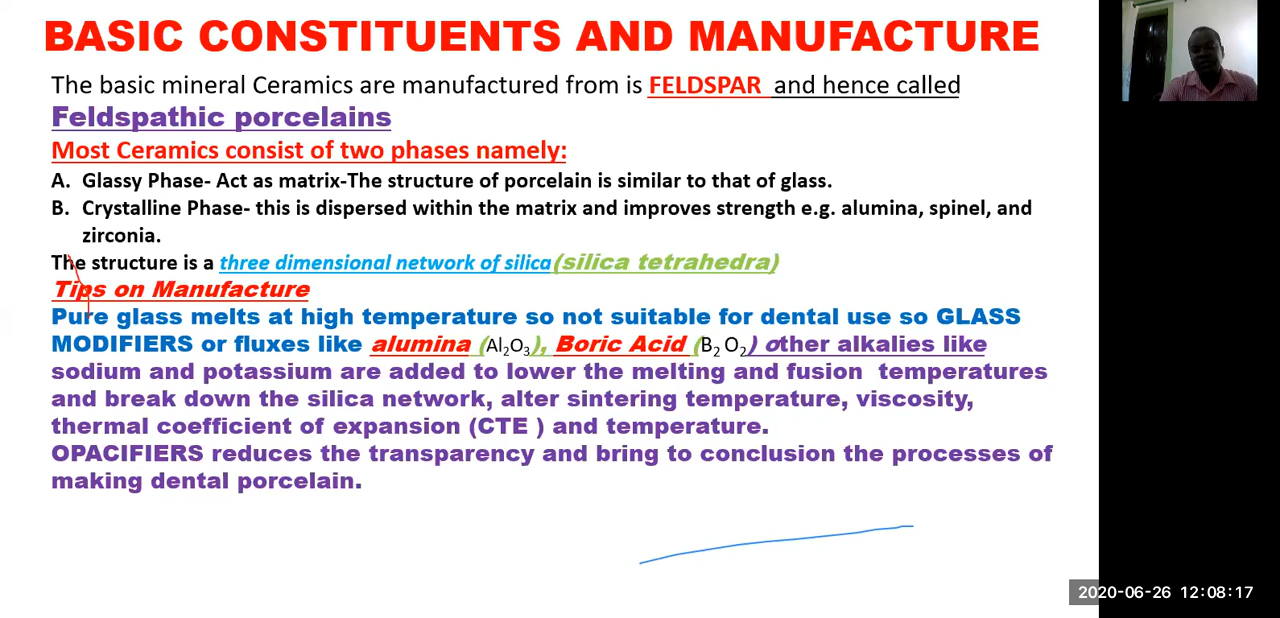 BASIC CONSTITUENTS AND MANUFACTURE
The basic mineral Ceramics are manufactured from is FELDSPAR and hence called
Feldspathic porcelains
Most Ceramics consist of two phases namely:
A. Glassy Phase- Act as matrix-The structure of porcelain is similar to that of glass.
B. Crystalline Phase- this is dispersed within the matrix and improves strength e.g. alumina, spinel, and
zirconia.
The structure is a three dimensional network of silica(silica tetrahedra)
Tips on Manufacture
Pure glass melts at high temperature so not suitable for dental use so GLASS
MODIFIERS or fluxes like alumina (Al₂O₃), Boric Acid (B₂ O₂) other alkalies like
sodium and potassium are added to lower the melting and fusion temperatures
and break down the silica network, alter sintering temperature, viscosity,
thermal coefficient of expansion (CTE ) and temperature.
OPACIFIERS reduces the transparency and bring to conclusion the processes of
making dental porcelain.
2020-06-26 12:08:17